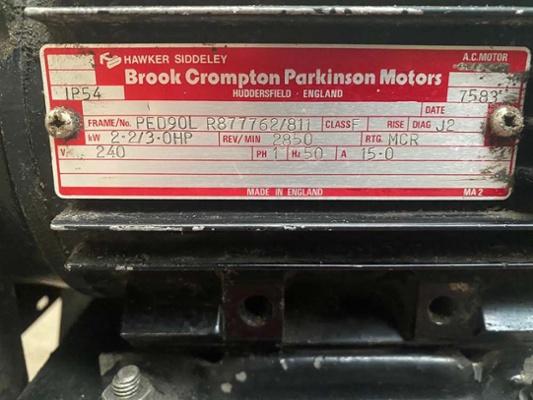 HAWKER SIDDELEY A.C.MOTOR
Brook Crompton Parkinson Motors
HUDDERSFIELD · ENGLAND
IP54 DATE 7583
FRAME/No. PED90L R877762/811 CLASS F RISE DIAG J2
kW 2·2/3·0HP REV/MIN 2850 RTG. MCR
V 240 PH 1 Hz 50 A 15·0
MADE IN ENGLAND MA2